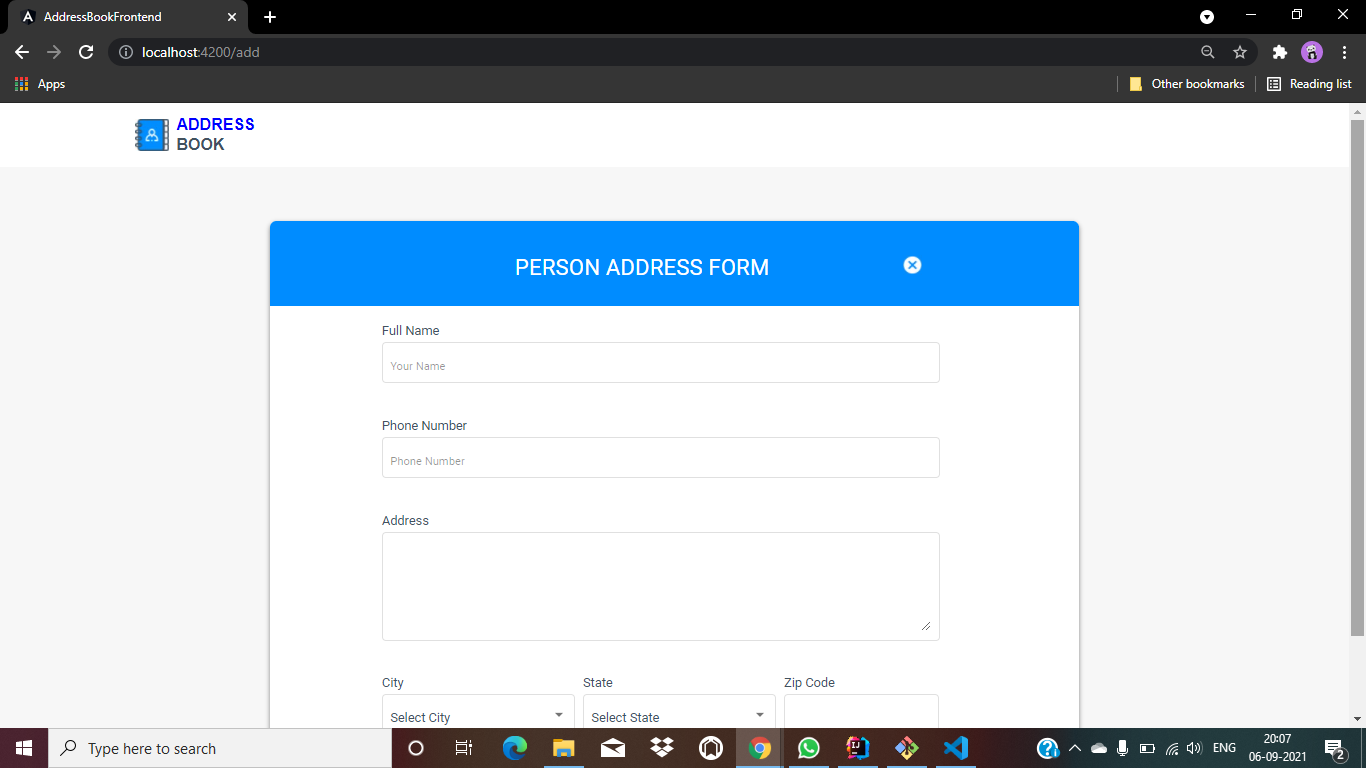 AddressBookFrontend
localhost:4200/add
Apps
Other bookmarks
Reading list
ADDRESS
BOOK
PERSON ADDRESS FORM
Full Name
Your Name
Phone Number
Phone Number
Address
City State Zip Code
Select City Select State
Type here to search
ENG
20:07
06-09-2021
2